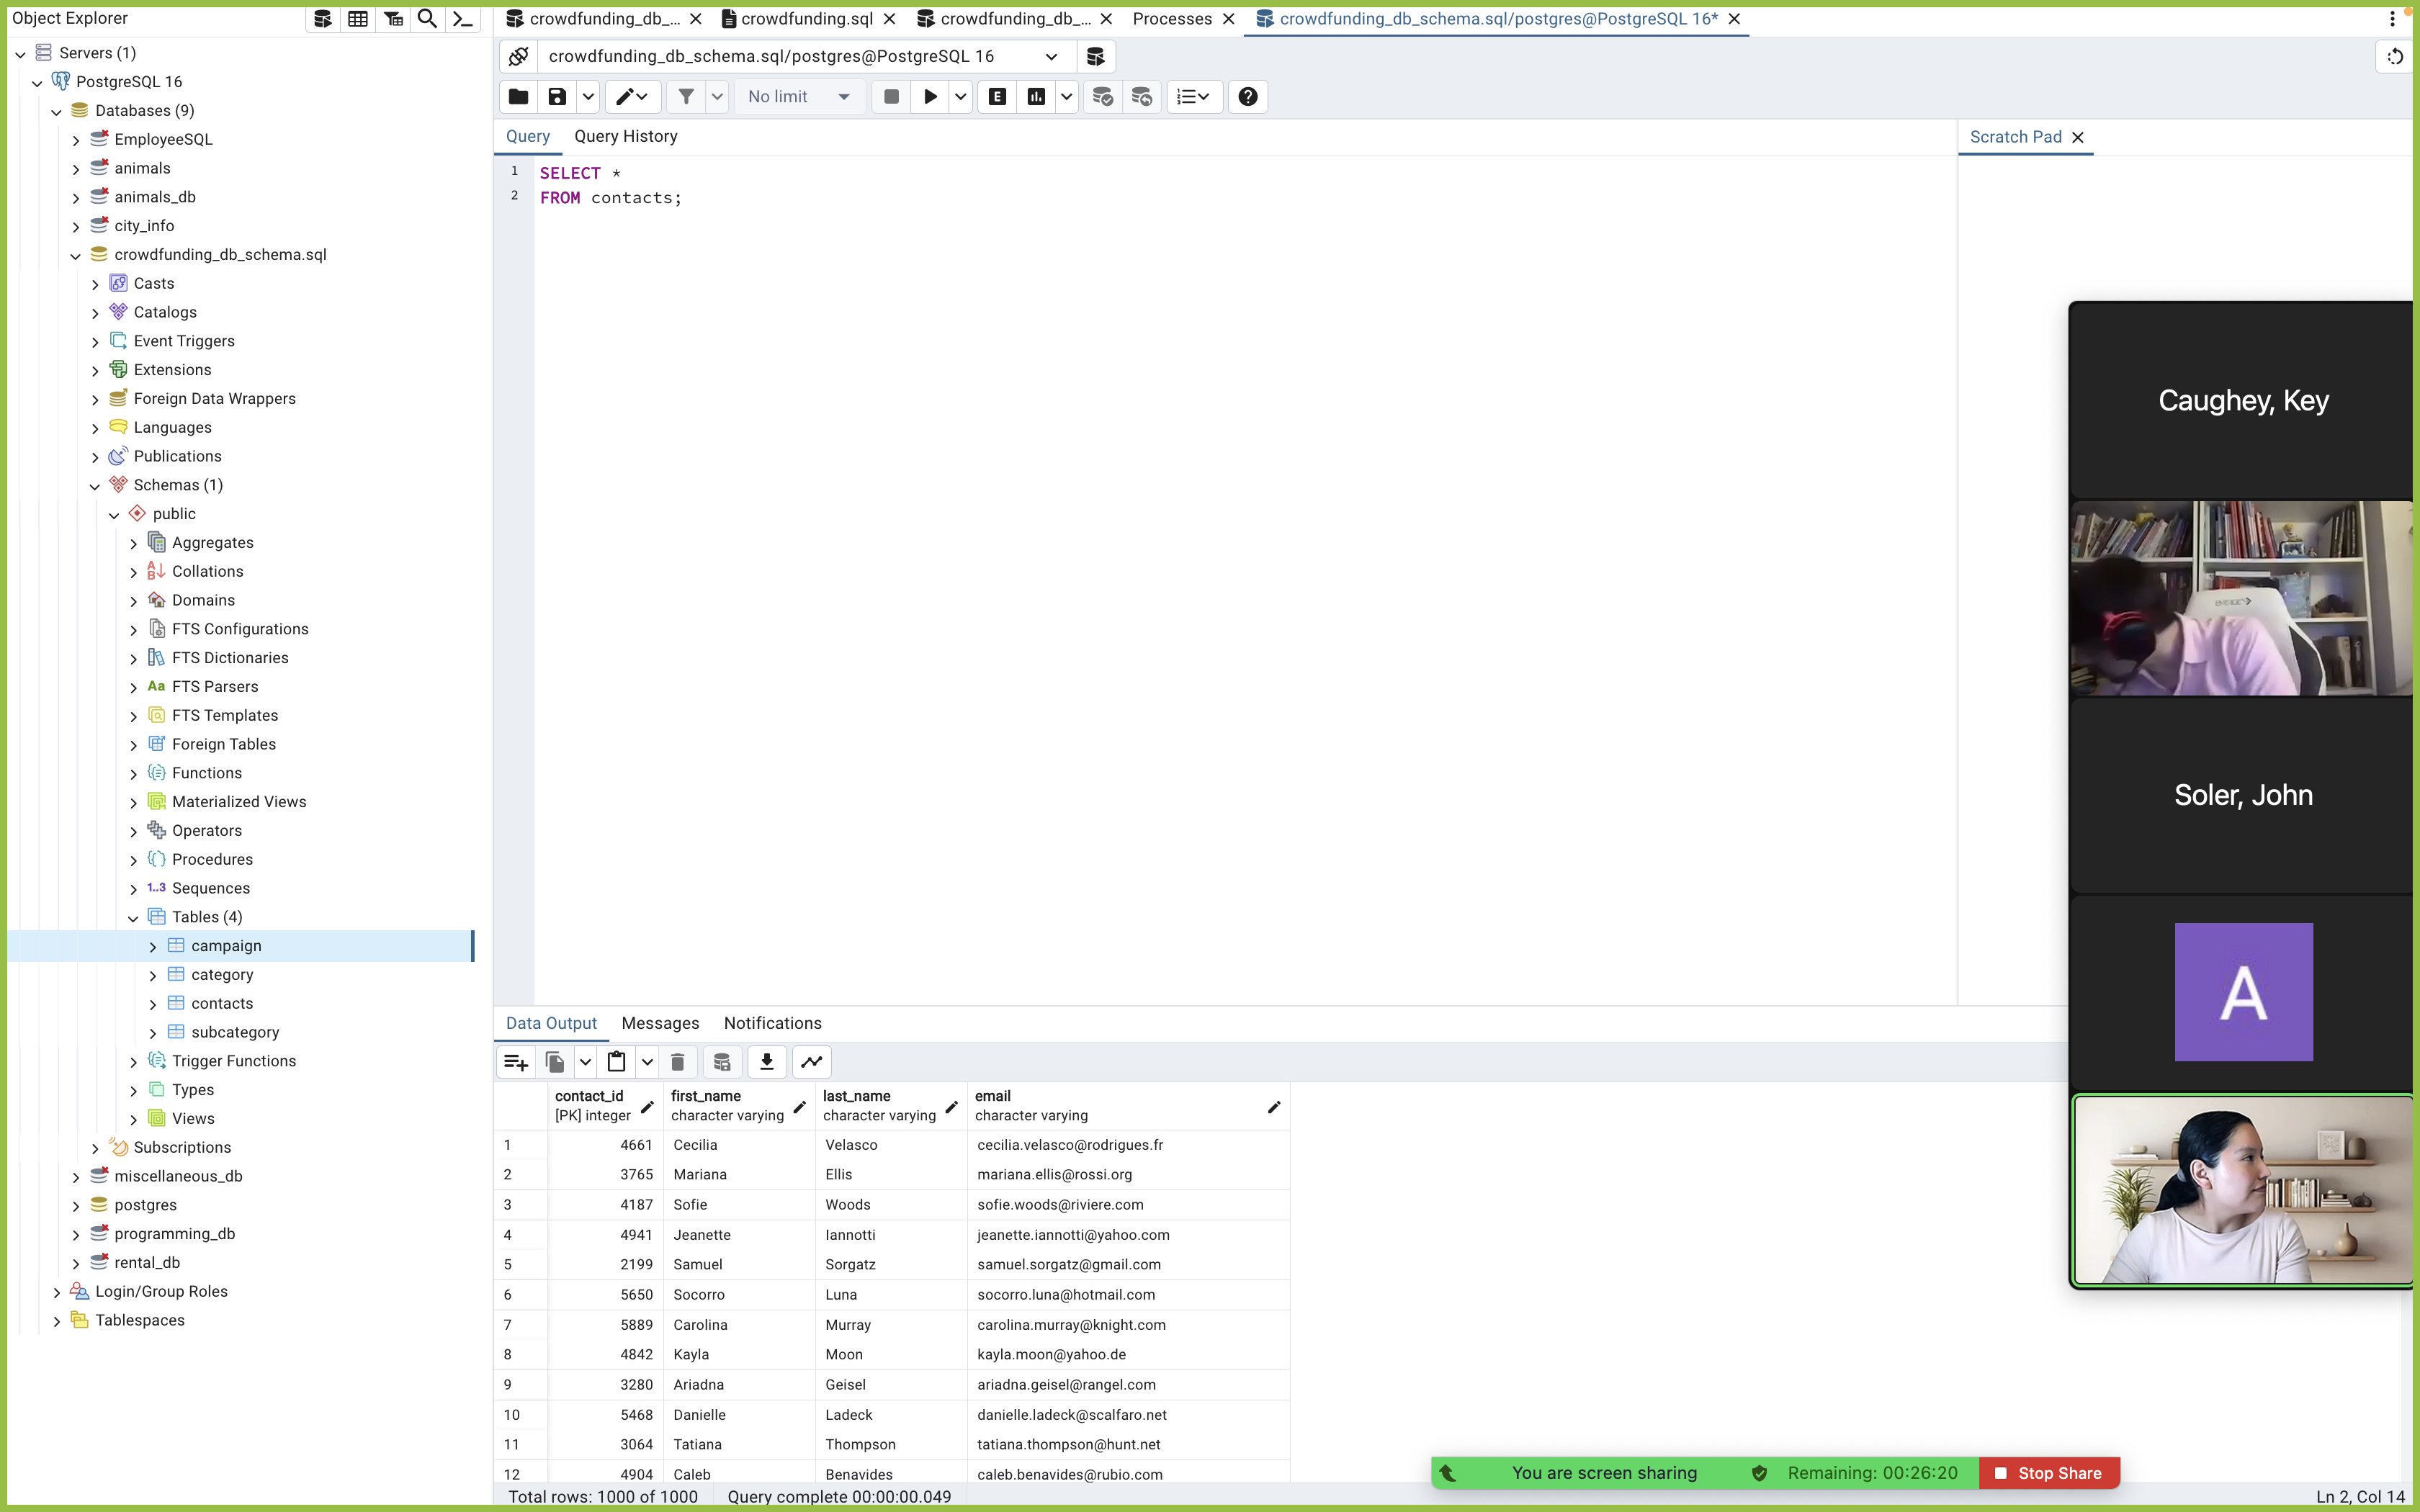 Object Explorer
Servers (1)
PostgreSQL 16
Databases (9)
EmployeeSQL
animals
animals_db
city_info
crowdfunding_db_schema.sql
Casts
Catalogs
Event Triggers
Extensions
Foreign Data Wrappers
Languages
Publications
Schemas (1)
public
Aggregates
Collations
Domains
FTS Configurations
FTS Dictionaries
Aa FTS Parsers
FTS Templates
Foreign Tables
Functions
Materialized Views
Operators
Procedures
1..3 Sequences
Tables (4)
campaign
category
contacts
subcategory
Trigger Functions
Types
Views
Subscriptions
miscellaneous_db
postgres
programming_db
rental_db
Login/Group Roles
Tablespaces
crowdfunding_db_... crowdfunding.sql crowdfunding_db_... Processes crowdfunding_db_schema.sql/postgres@PostgreSQL 16*
crowdfunding_db_schema.sql/postgres@PostgreSQL 16
No limit E
Query Query History
Scratch Pad
1 SELECT *
2 FROM contacts;
Caughey, Key
Soler, John
A
Data Output Messages Notifications
contact_id first_name last_name email
[PK] integer character varying character varying character varying
1 4661 Cecilia Velasco cecilia.velasco@rodrigues.fr
2 3765 Mariana Ellis mariana.ellis@rossi.org
3 4187 Sofie Woods sofie.woods@riviere.com
4 4941 Jeanette Iannotti jeanette.iannotti@yahoo.com
5 2199 Samuel Sorgatz samuel.sorgatz@gmail.com
6 5650 Socorro Luna socorro.luna@hotmail.com
7 5889 Carolina Murray carolina.murray@knight.com
8 4842 Kayla Moon kayla.moon@yahoo.de
9 3280 Ariadna Geisel ariadna.geisel@rangel.com
10 5468 Danielle Ladeck danielle.ladeck@scalfaro.net
11 3064 Tatiana Thompson tatiana.thompson@hunt.net
12 4904 Caleb Benavides caleb.benavides@rubio.com
You are screen sharing Remaining: 00:26:20 Stop Share
Total rows: 1000 of 1000 Query complete 00:00:00.049
Ln 2, Col 14